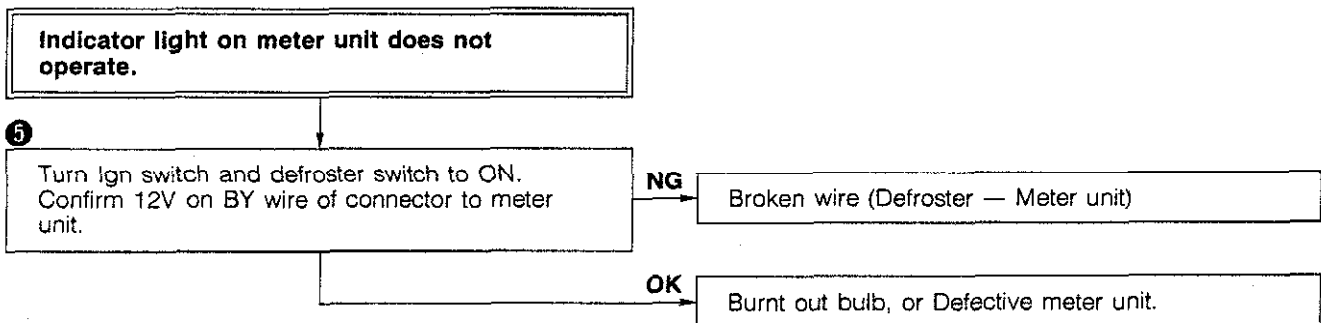 Indicator light on meter unit does not
operate.
5
Turn Ign switch and defroster switch to ON.
Confirm 12V on BY wire of connector to meter
unit.
NG
Broken wire (Defroster — Meter unit)
OK
Burnt out bulb, or Defective meter unit.